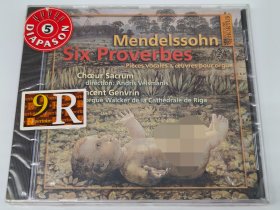 5
DIAPASON
Mendelssohn
Six Proverbes
Pièces vocales & œuvres pour orgue
Chœur Sacrum
direction: Andris Veismanis
Vincent Genvrin
orgue Walcker de la Cathédrale de Riga
9
R